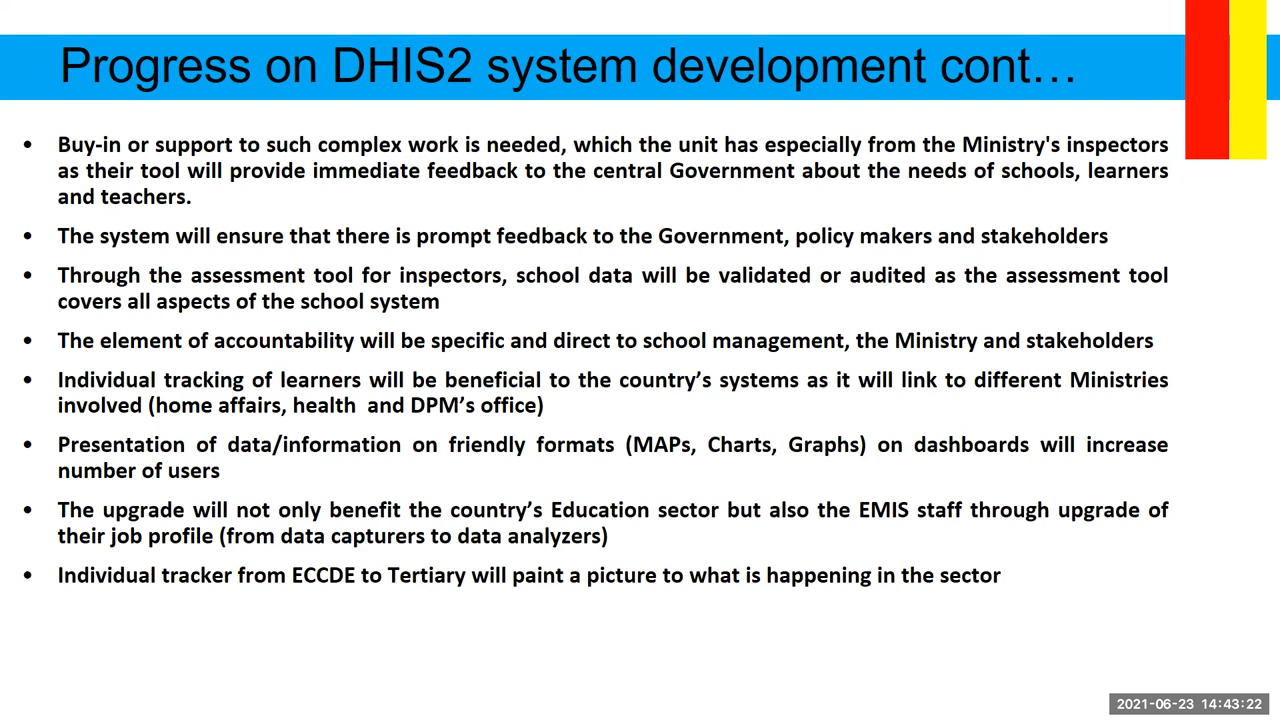 Progress on DHIS2 system development cont…
• Buy-in or support to such complex work is needed, which the unit has especially from the Ministry's inspectors
as their tool will provide immediate feedback to the central Government about the needs of schools, learners
and teachers.
• The system will ensure that there is prompt feedback to the Government, policy makers and stakeholders
• Through the assessment tool for inspectors, school data will be validated or audited as the assessment tool
covers all aspects of the school system
• The element of accountability will be specific and direct to school management, the Ministry and stakeholders
• Individual tracking of learners will be beneficial to the country’s systems as it will link to different Ministries
involved (home affairs, health and DPM’s office)
• Presentation of data/information on friendly formats (MAPs, Charts, Graphs) on dashboards will increase
number of users
• The upgrade will not only benefit the country’s Education sector but also the EMIS staff through upgrade of
their job profile (from data capturers to data analyzers)
• Individual tracker from ECCDE to Tertiary will paint a picture to what is happening in the sector
2021-06-23 14:43:22